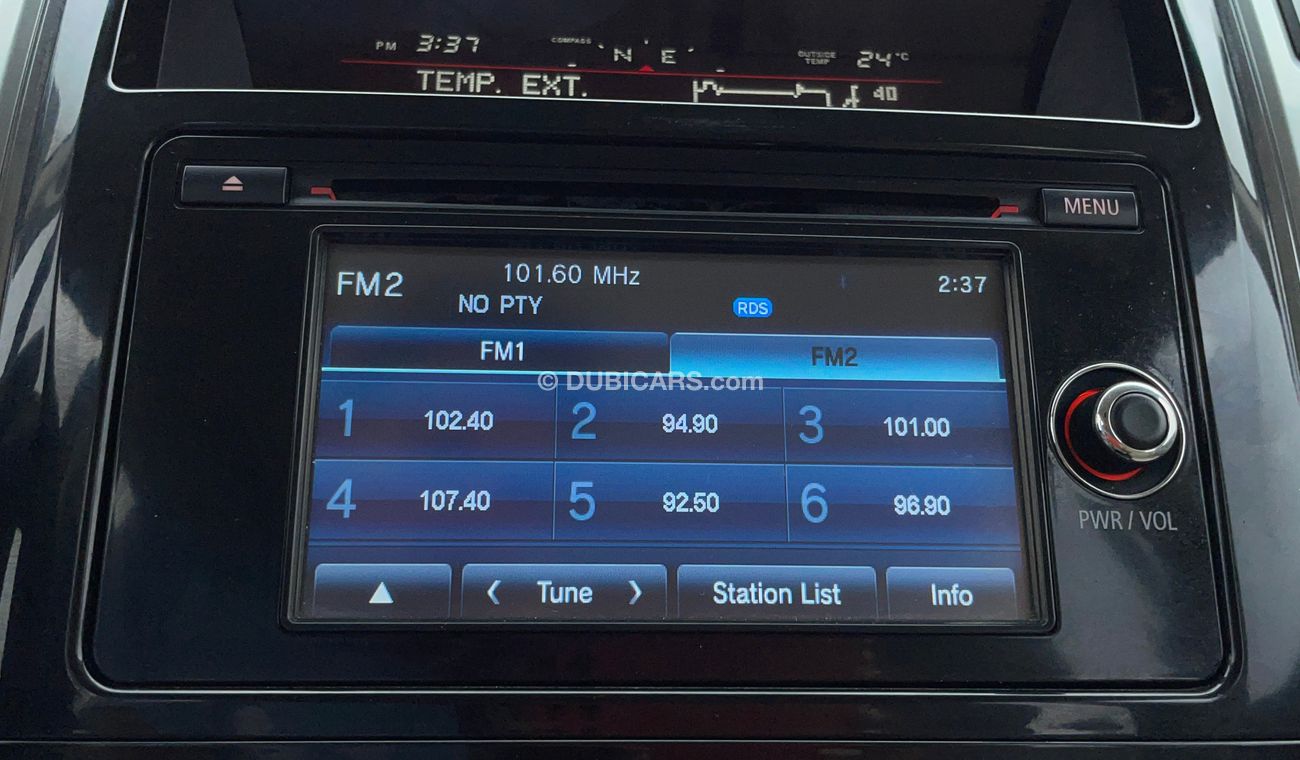 PM 3:37 COMPASS N E OUTSIDE TEMP 24°C
TEMP. EXT. 40
MENU
FM2 101.60 MHz 2:37
NO PTY RDS
FM1 FM2
© DUBICARS.com
1 102.40 2 94.90 3 101.00
4 107.40 5 92.50 6 96.90
PWR / VOL
▲ < Tune > Station List Info